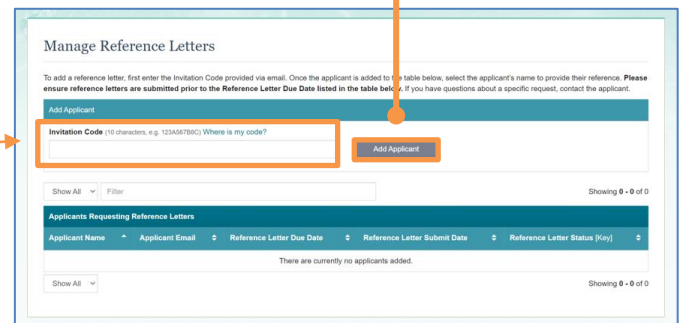 Manage Reference Letters
To add a reference letter, first enter the Invitation Code provided via email. Once the applicant is added to the table below, select the applicant's name to provide their reference. Please
ensure reference letters are submitted prior to the Reference Letter Due Date listed in the table below. If you have questions about a specific request, contact the applicant.
Add Applicant
Invitation Code (10 characters, e.g. 123A567B8C) Where is my code?
Add Applicant
Show All Filter Showing 0 - 0 of 0
Applicants Requesting Reference Letters
Applicant Name Applicant Email Reference Letter Due Date Reference Letter Submit Date Reference Letter Status [Key]
There are currently no applicants added.
Show All Showing 0 - 0 of 0